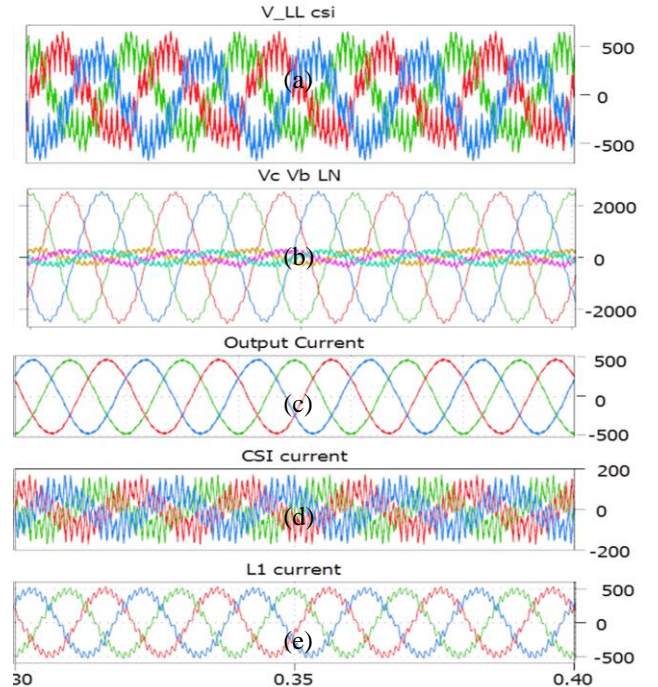 V_LL csi
500
(a)
0
-500
Vc Vb LN
2000
(b)
0
-2000
Output Current
500
(c)
0
-500
CSI current
200
(d)
0
-200
L1 current
500
0
(e)
-500
30 0.35 0.40